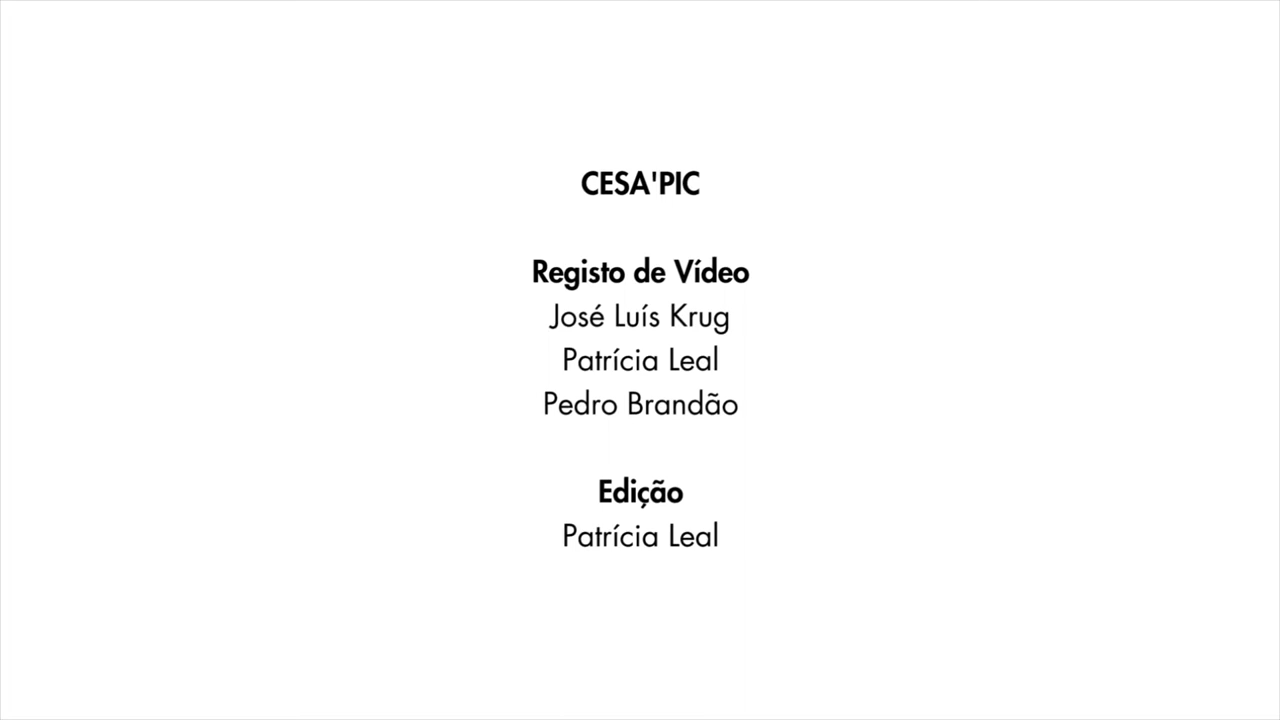 CESA'PIC
Registo de Vídeo
José Luís Krug
Patrícia Leal
Pedro Brandão
Edição
Patrícia Leal